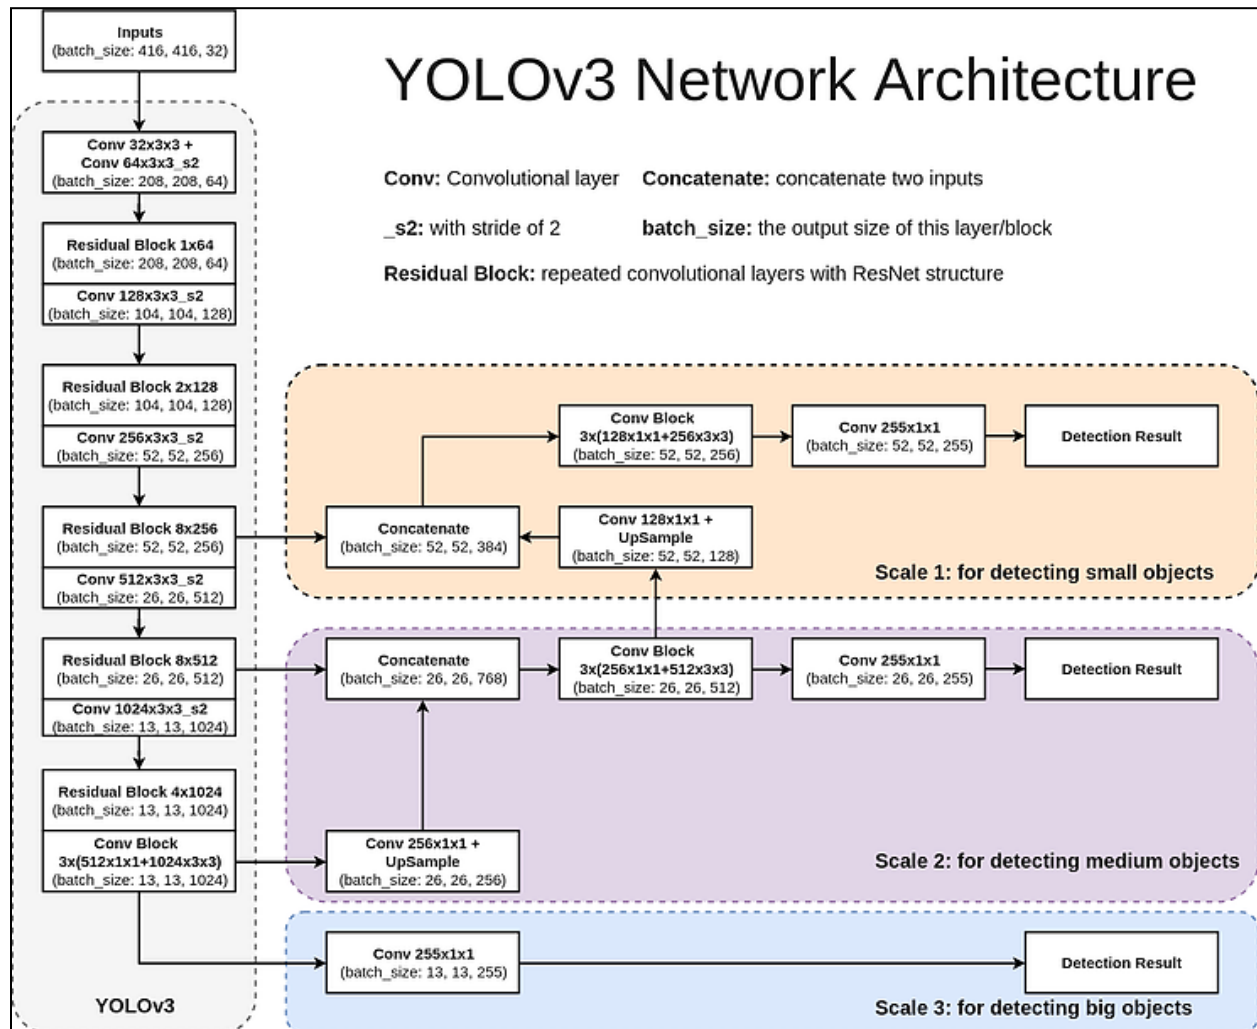 Inputs
(batch_size: 416, 416, 32)
YOLOv3 Network Architecture
Conv: Convolutional layer
Concatenate: concatenate two inputs
_s2: with stride of 2
batch_size: the output size of this layer/block
Residual Block: repeated convolutional layers with ResNet structure
Conv 32x3x3 +
Conv 64x3x3_s2
(batch_size: 208, 208, 64)
Residual Block 1x64
(batch_size: 208, 208, 64)
Conv 128x3x3_s2
(batch_size: 104, 104, 128)
Residual Block 2x128
(batch_size: 104, 104, 128)
Conv 256x3x3_s2
(batch_size: 52, 52, 256)
Residual Block 8x256
(batch_size: 52, 52, 256)
Conv 512x3x3_s2
(batch_size: 26, 26, 512)
Residual Block 8x512
(batch_size: 26, 26, 512)
Conv 1024x3x3_s2
(batch_size: 13, 13, 1024)
Residual Block 4x1024
(batch_size: 13, 13, 1024)
Conv Block
3x(512x1x1+1024x3x3)
(batch_size: 13, 13, 1024)
YOLOv3
Conv Block
3x(128x1x1+256x3x3)
(batch_size: 52, 52, 256)
Conv 255x1x1
(batch_size: 52, 52, 255)
Detection Result
Concatenate
(batch_size: 52, 52, 384)
Conv 128x1x1 +
UpSample
(batch_size: 52, 52, 128)
Scale 1: for detecting small objects
Concatenate
(batch_size: 26, 26, 768)
Conv Block
3x(256x1x1+512x3x3)
(batch_size: 26, 26, 512)
Conv 255x1x1
(batch_size: 26, 26, 255)
Detection Result
Conv 256x1x1 +
UpSample
(batch_size: 26, 26, 256)
Scale 2: for detecting medium objects
Conv 255x1x1
(batch_size: 13, 13, 255)
Detection Result
Scale 3: for detecting big objects